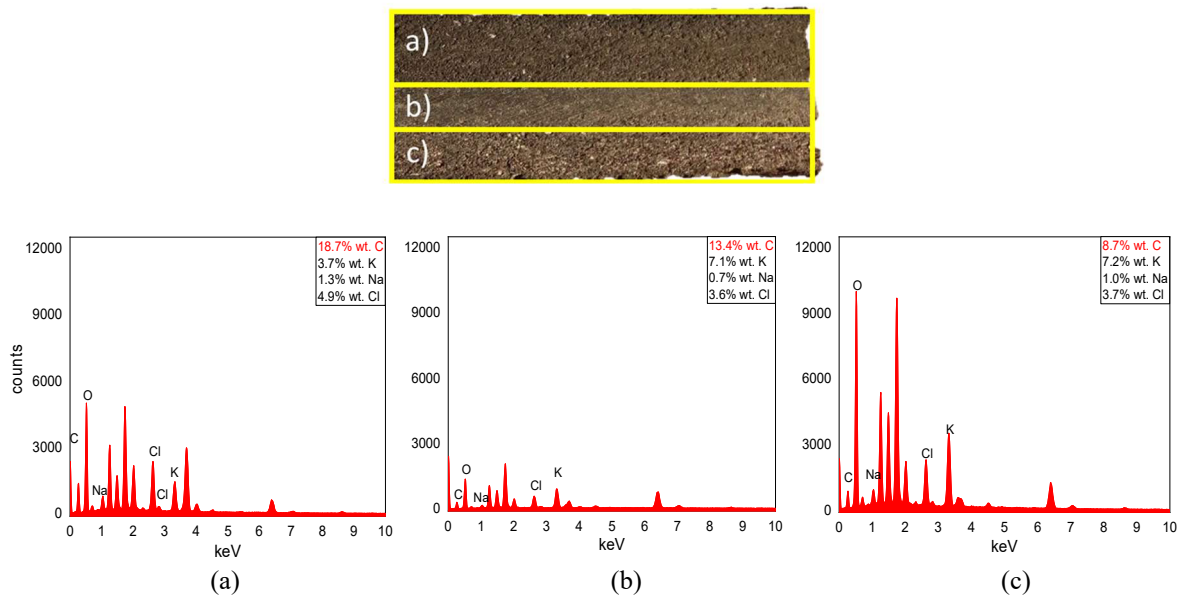 a)
b)
c)
12000
9000
6000
3000
0
counts
18.7% wt. C
3.7% wt. K
1.3% wt. Na
4.9% wt. Cl
C
O
Na
Cl
Cl
K
0 2 4 6 8 10
keV
(a)
12000
9000
6000
3000
0
13.4% wt. C
7.1% wt. K
0.7% wt. Na
3.6% wt. Cl
C
O
Na
Cl
K
0 1 2 3 4 5 6 7 8 9 10
keV
(b)
12000
9000
6000
3000
0
8.7% wt. C
7.2% wt. K
1.0% wt. Na
3.7% wt. Cl
O
C
Na
Cl
K
0 1 2 3 4 5 6 7 8 9 10
keV
(c)